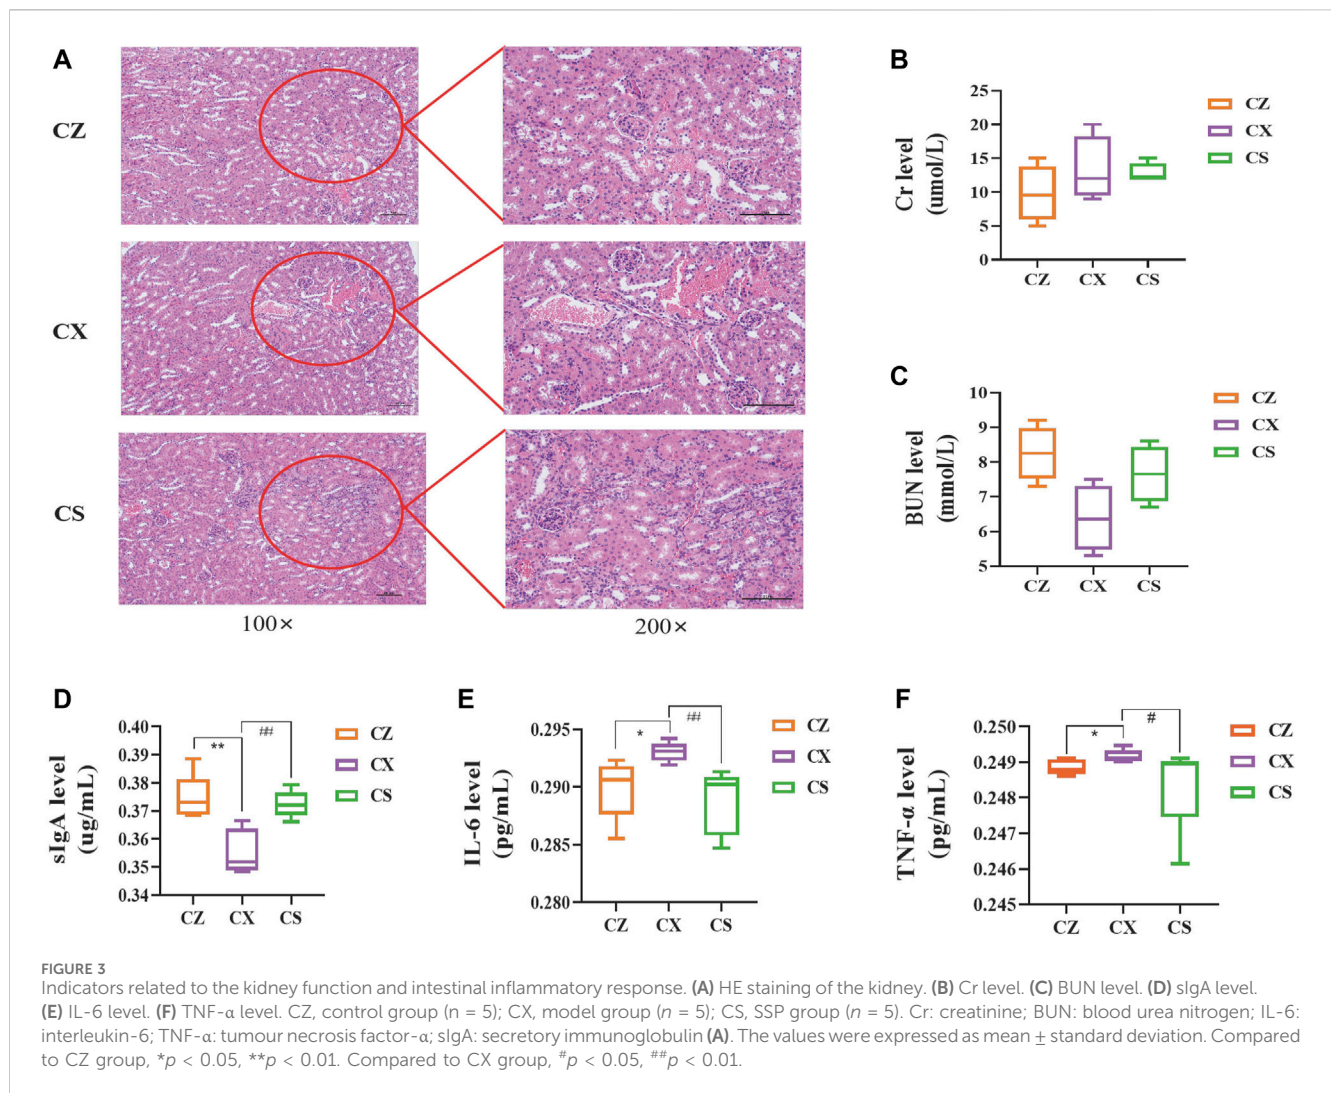 A
CZ
CX
CS
100×
200×
B
Cr level
(umol/L)
25
20
15
10
5
0
CZ
CX
CS
CZ
CX
CS
C
BUN level
(mmol/L)
10
9
8
7
6
5
CZ
CX
CS
CZ
CX
CS
D
sIgA level
(ug/mL)
0.40
0.39
0.38
0.37
0.36
0.35
0.34
**
##
CZ
CX
CS
CZ
CX
CS
E
IL-6 level
(pg/mL)
0.295
0.290
0.285
0.280
*
##
CZ
CX
CS
CZ
CX
CS
F
TNF-α level
(pg/mL)
0.250
0.249
0.248
0.247
0.246
0.245
*
#
CZ
CX
CS
CZ
CX
CS
FIGURE 3
Indicators related to the kidney function and intestinal inflammatory response. (A) HE staining of the kidney. (B) Cr level. (C) BUN level. (D) sIgA level.
(E) IL-6 level. (F) TNF-α level. CZ, control group (n = 5); CX, model group (n = 5); CS, SSP group (n = 5). Cr: creatinine; BUN: blood urea nitrogen; IL-6:
interleukin-6; TNF-α: tumour necrosis factor-α; sIgA: secretory immunoglobulin (A). The values were expressed as mean ± standard deviation. Compared
to CZ group, *p < 0.05, **p < 0.01. Compared to CX group, #p < 0.05, ##p < 0.01.